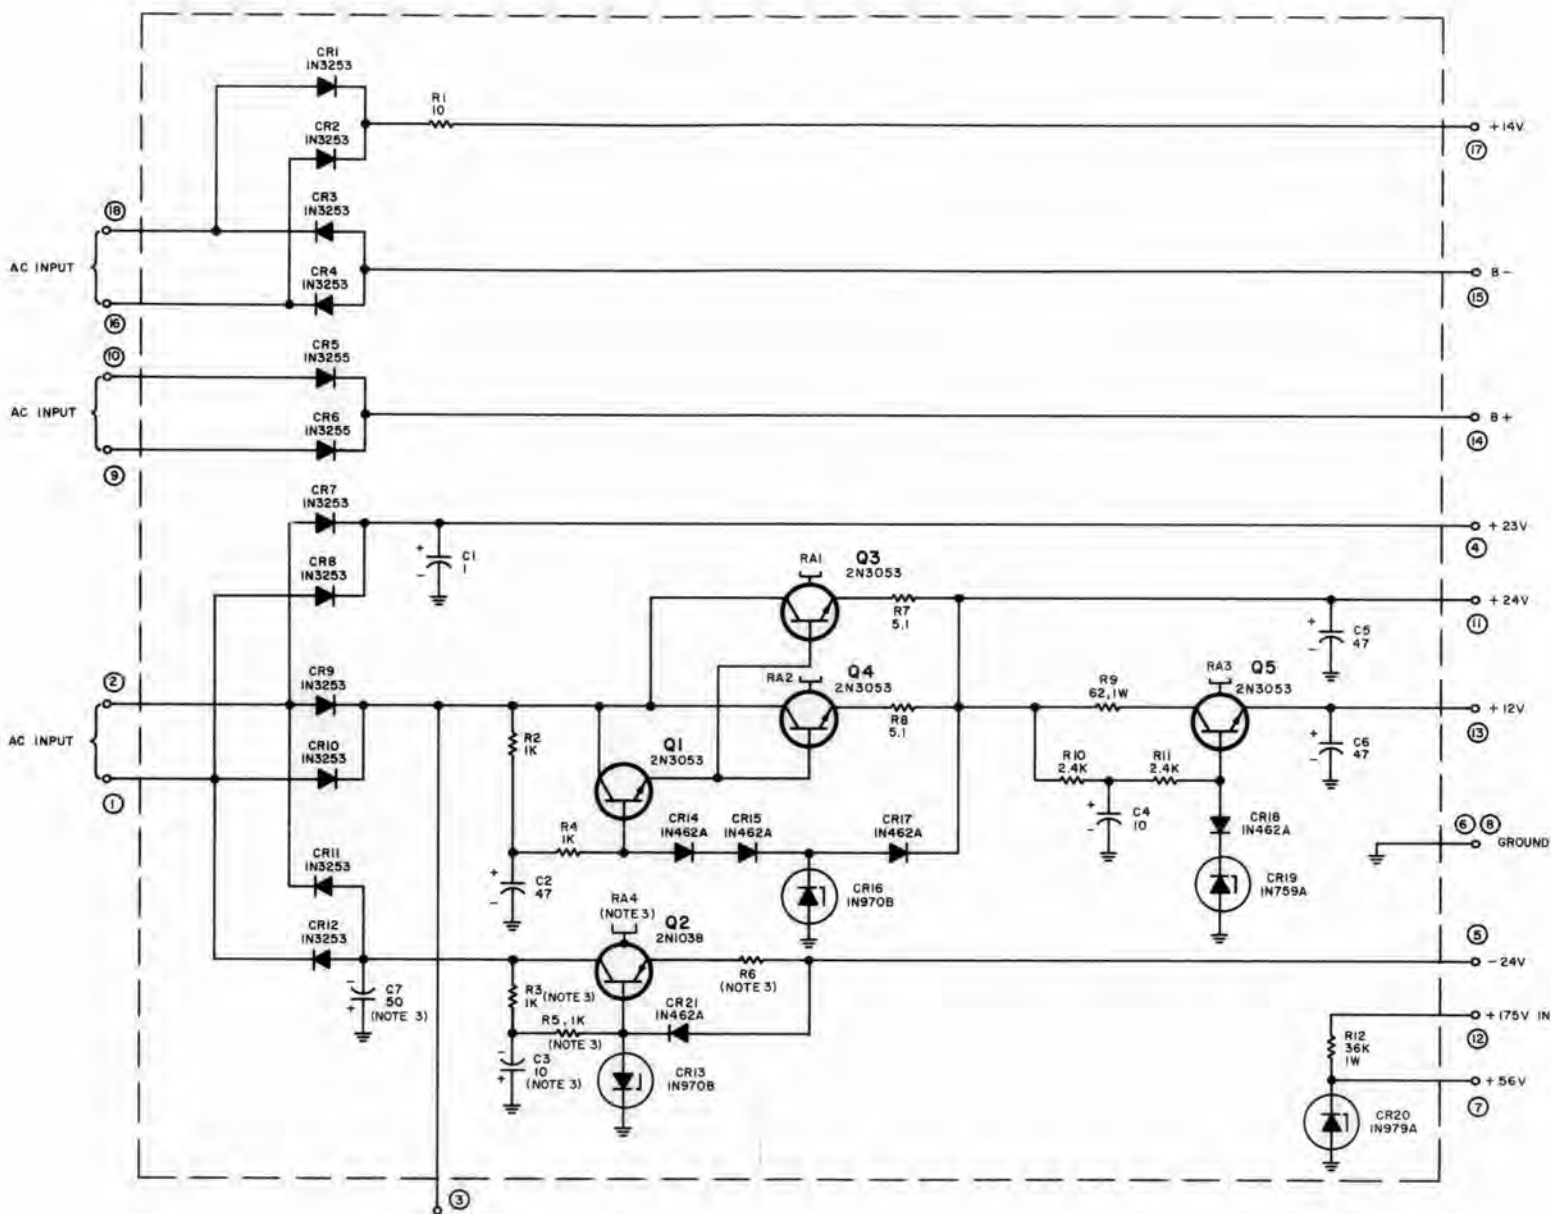 CR1
IN3253
R1
10
CR2
IN3253
+14V
17
CR3
IN3253
18
AC INPUT
CR4
IN3253
B-
15
16
10
CR5
IN3255
AC INPUT
CR6
IN3255
B+
14
9
CR7
IN3253
+23V
4
+
C1
1
-
CR8
IN3253
RA1
Q3
2N3053
R7
5.1
+24V
11
+
C5
47
-
2
CR9
IN3253
RA2
Q4
2N3053
R8
5.1
R9
62,1W
RA3
Q5
2N3053
+12V
13
AC INPUT
R2
1K
CR10
IN3253
Q1
2N3053
R10
2.4K
R11
2.4K
+
C6
47
-
1
+
C4
10
-
CR18
IN462A
6 8
GROUND
R4
1K
CR14
IN462A
CR15
IN462A
CR17
IN462A
CR11
IN3253
+
C2
47
-
CR16
IN970B
CR19
IN759A
RA4
(NOTE 3)
Q2
2N1038
CR12
IN3253
5
-24V
-
C7
50
+
(NOTE 3)
R3
1K
(NOTE 3)
R6
(NOTE 3)
R5, 1K
(NOTE 3)
CR21
IN462A
-
C3
10
+
(NOTE 3)
CR13
IN970B
+175V IN
12
R12
36K
1W
+56V
7
CR20
IN979A
3